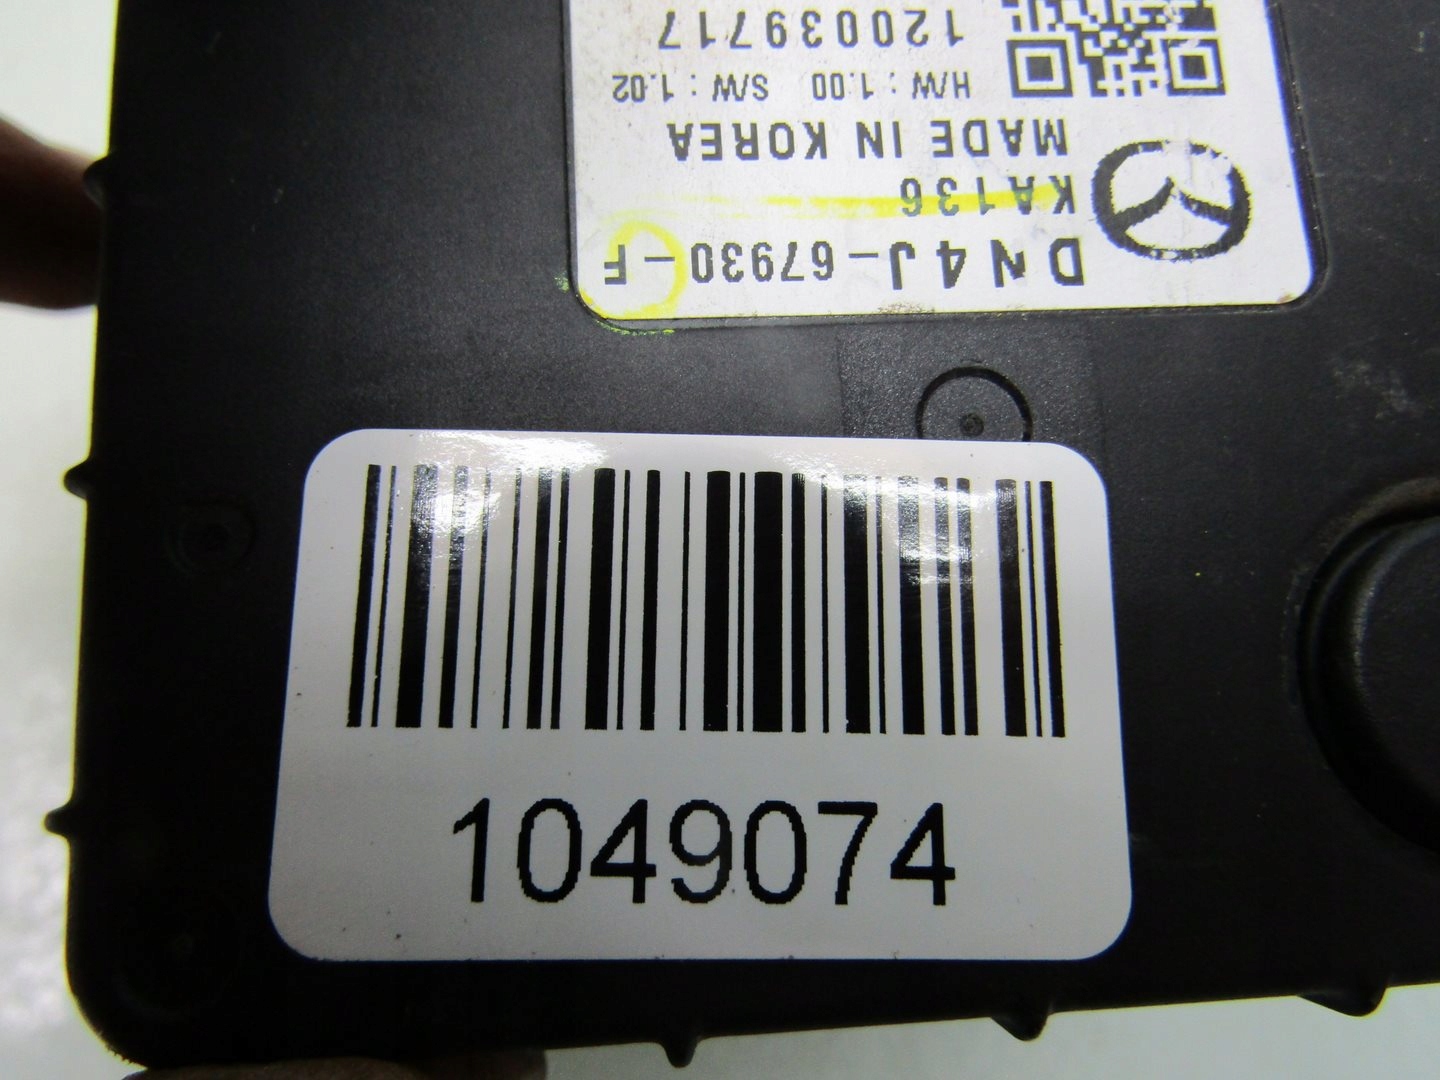 DN4J-67930-F
KA136
MADE IN KOREA
H/W : 1.00 S/W : 1.02
120039717
1049074